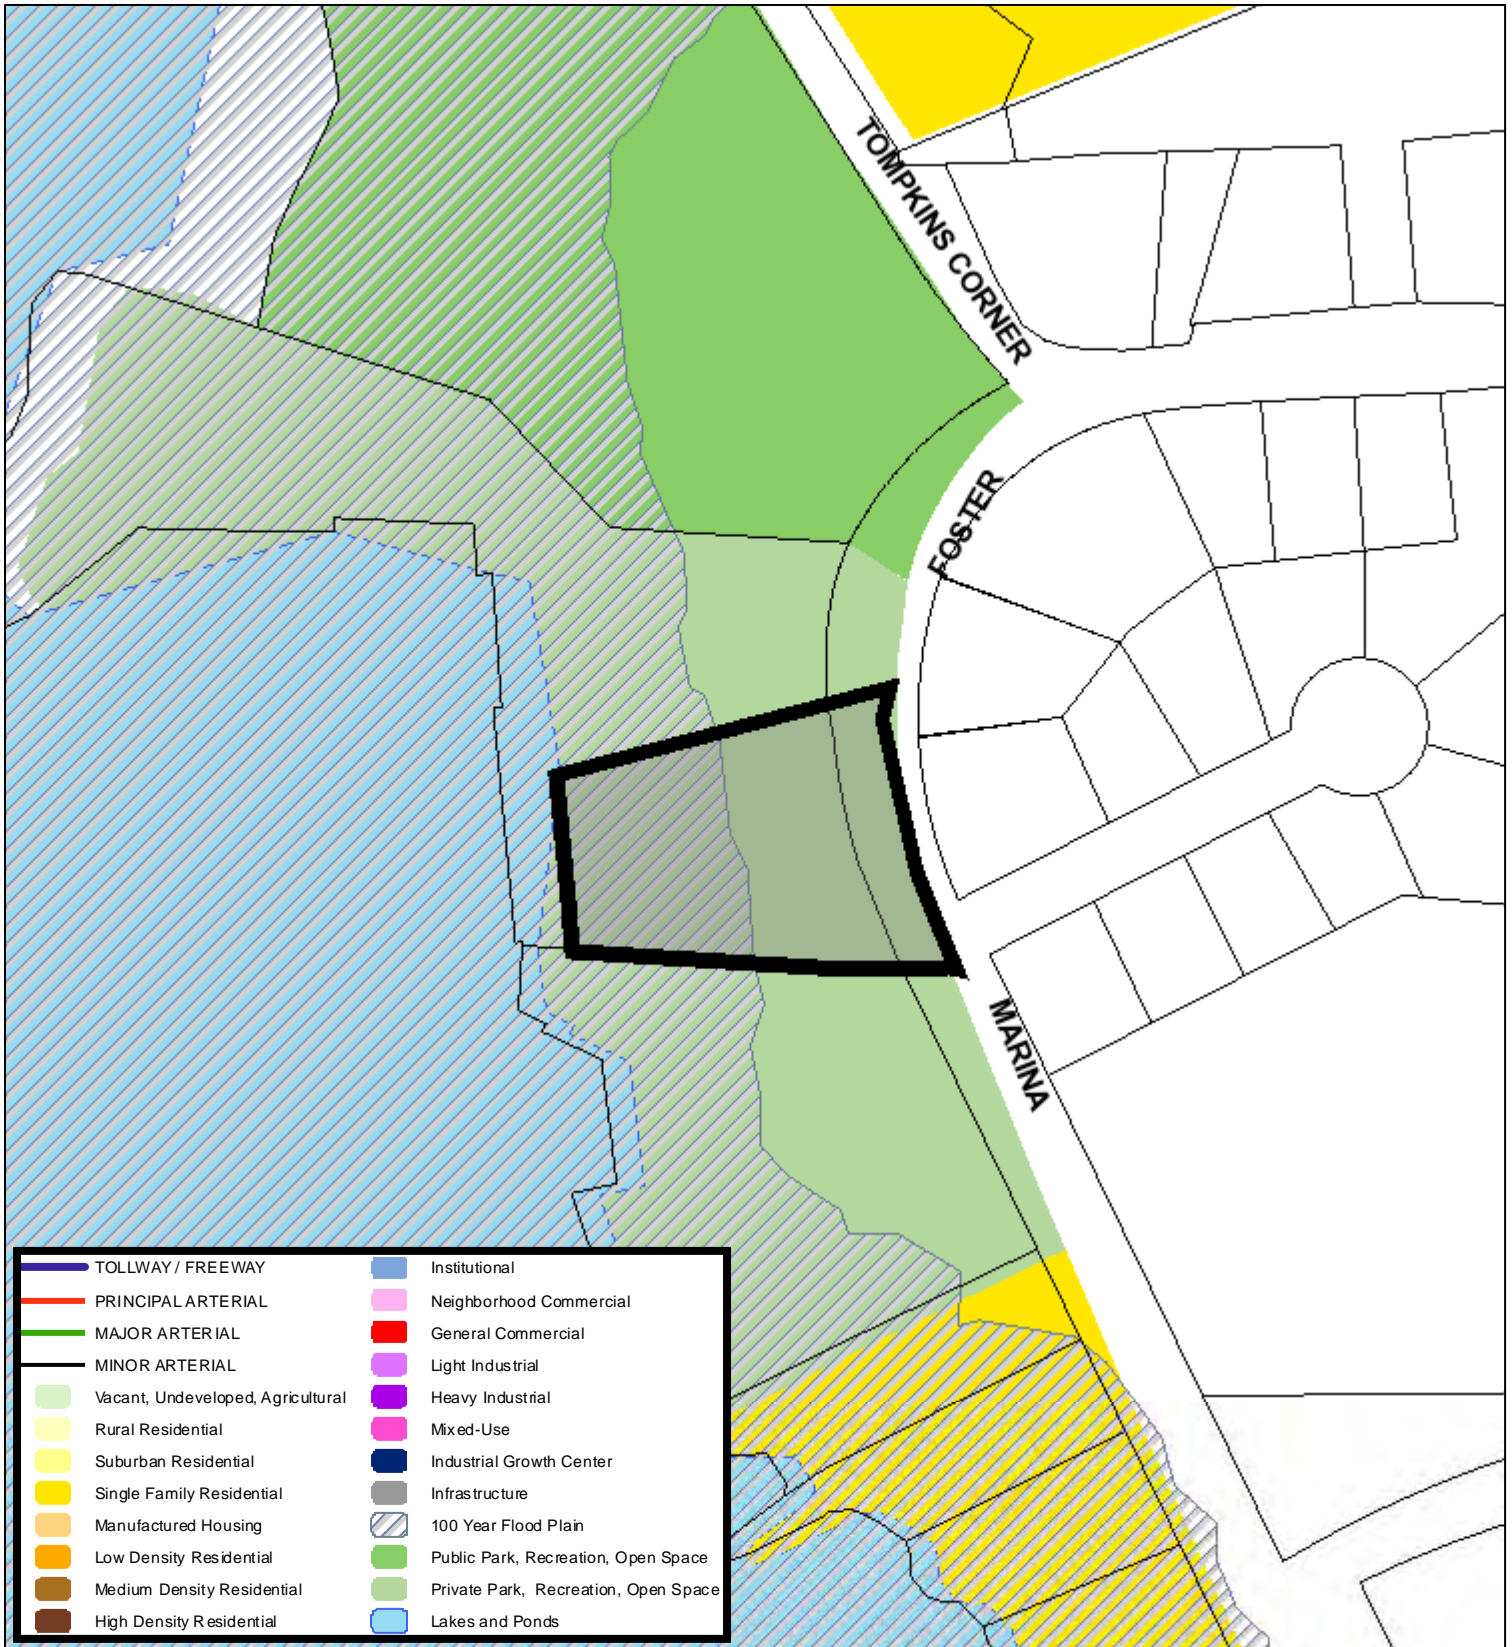 TOMPKINS CORNER
FOSTER
MARINA
TOLLWAY / FREEWAY
PRINCIPAL ARTERIAL
MAJOR ARTERIAL
MINOR ARTERIAL
Vacant, Undeveloped, Agricultural
Rural Residential
Suburban Residential
Single Family Residential
Manufactured Housing
Low Density Residential
Medium Density Residential
High Density Residential
Institutional
Neighborhood Commercial
General Commercial
Light Industrial
Heavy Industrial
Mixed-Use
Industrial Growth Center
Infrastructure
100 Year Flood Plain
Public Park, Recreation, Open Space
Private Park, Recreation, Open Space
Lakes and Ponds